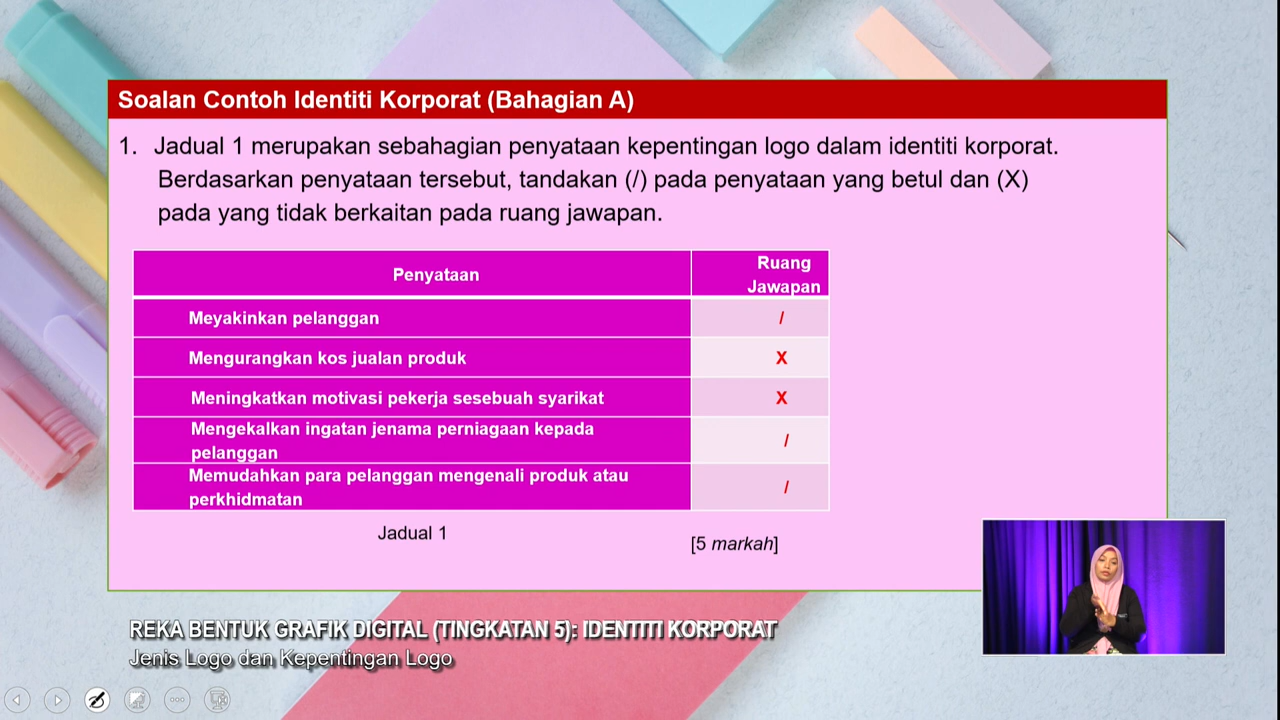 Soalan Contoh Identiti Korporat (Bahagian A)
1. Jadual 1 merupakan sebahagian penyataan kepentingan logo dalam identiti korporat.
Berdasarkan penyataan tersebut, tandakan (/) pada penyataan yang betul dan (X)
pada yang tidak berkaitan pada ruang jawapan.
Penyataan
Ruang
Jawapan
Meyakinkan pelanggan
/
Mengurangkan kos jualan produk
X
Meningkatkan motivasi pekerja sesebuah syarikat
X
Mengekalkan ingatan jenama perniagaan kepada
pelanggan
/
Memudahkan para pelanggan mengenali produk atau
perkhidmatan
/
Jadual 1
[5 markah]
REKA BENTUK GRAFIK DIGITAL (TINGKATAN 5): IDENTITI KORPORAT
Jenis Logo dan Kepentingan Logo